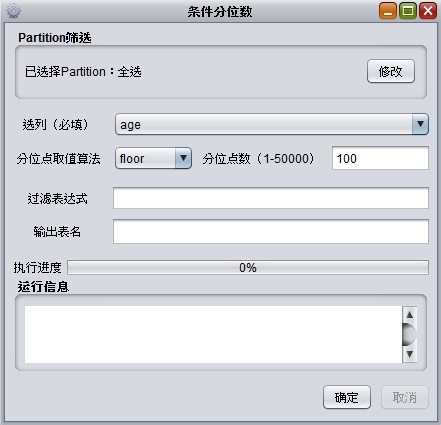 条件分位数
Partition筛选
已选择Partition：全选 修改
选列（必填） age
分位点取值算法 floor 分位点数（1-50000） 100
过滤表达式
输出表名
执行进度 0%
运行信息
确定 取消